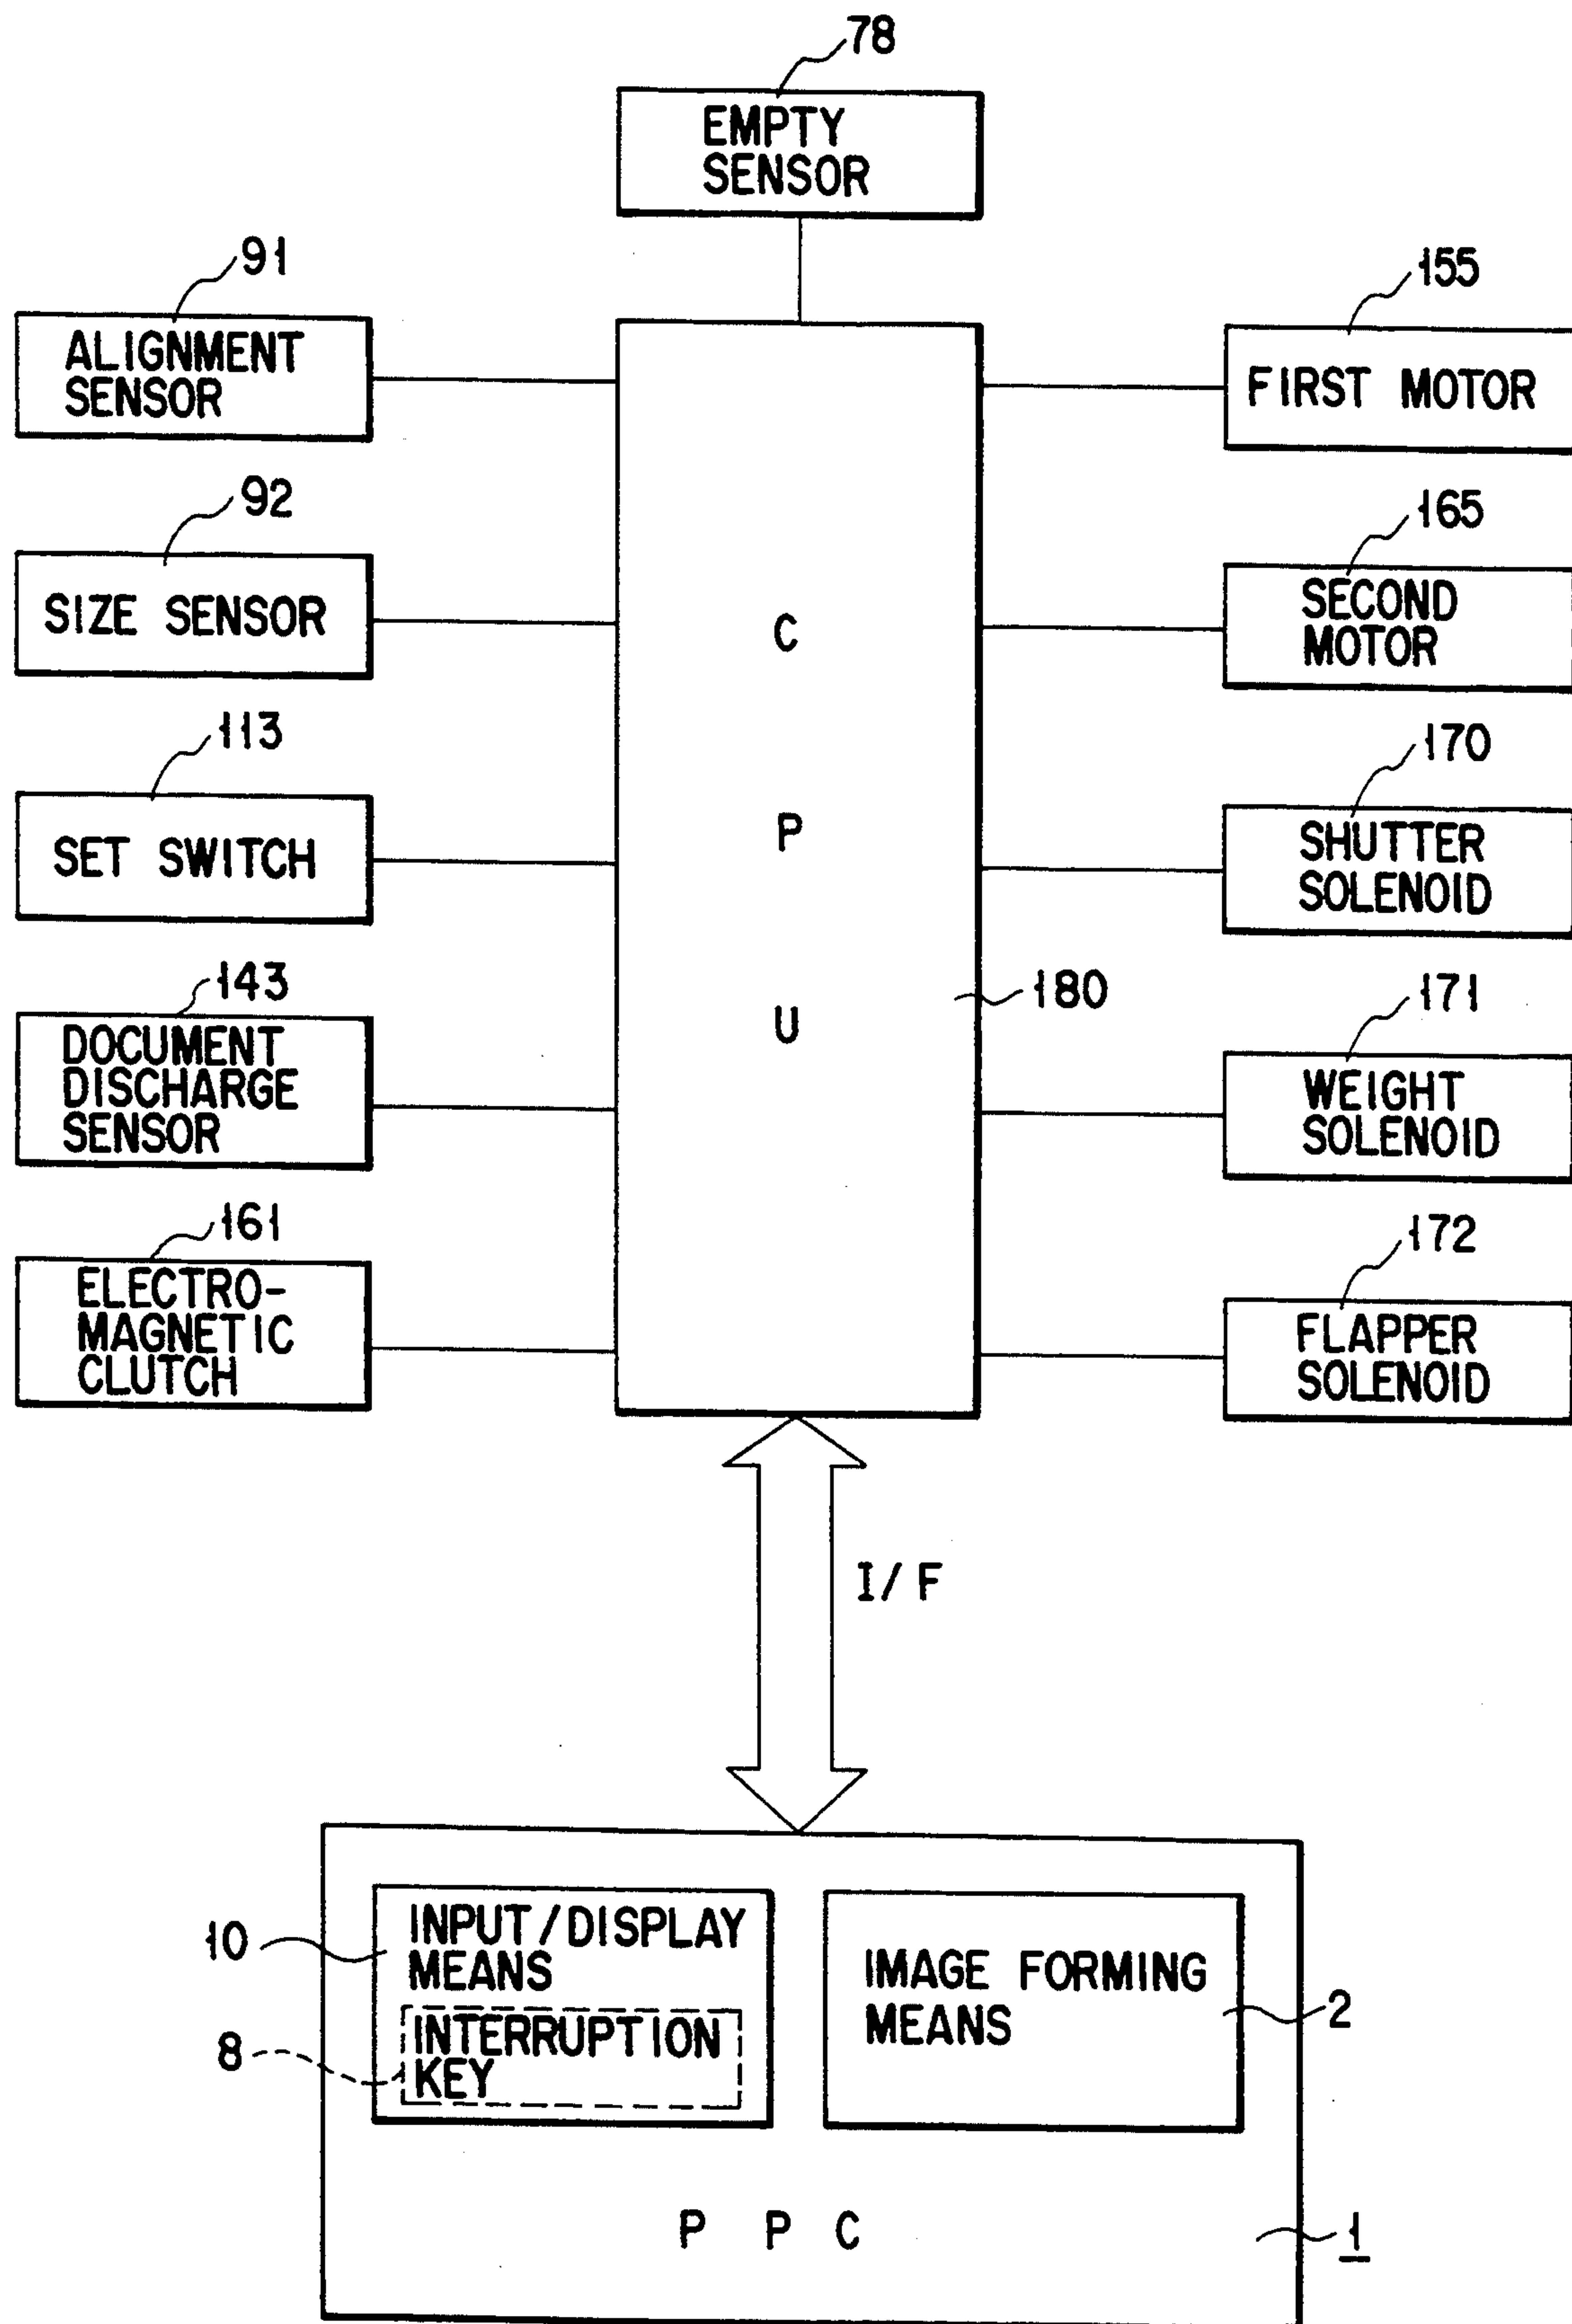 78
EMPTY
SENSOR
91
ALIGNMENT
SENSOR
155
FIRST MOTOR
92
SIZE SENSOR
165
SECOND
MOTOR
113
SET SWITCH
170
SHUTTER
SOLENOID
C
P
U
180
143
DOCUMENT
DISCHARGE
SENSOR
171
WEIGHT
SOLENOID
161
ELECTRO-
MAGNETIC
CLUTCH
172
FLAPPER
SOLENOID
I/F
10
INPUT/DISPLAY
MEANS
8
INTERRUPTION
KEY
IMAGE FORMING
MEANS
2
P P C
1